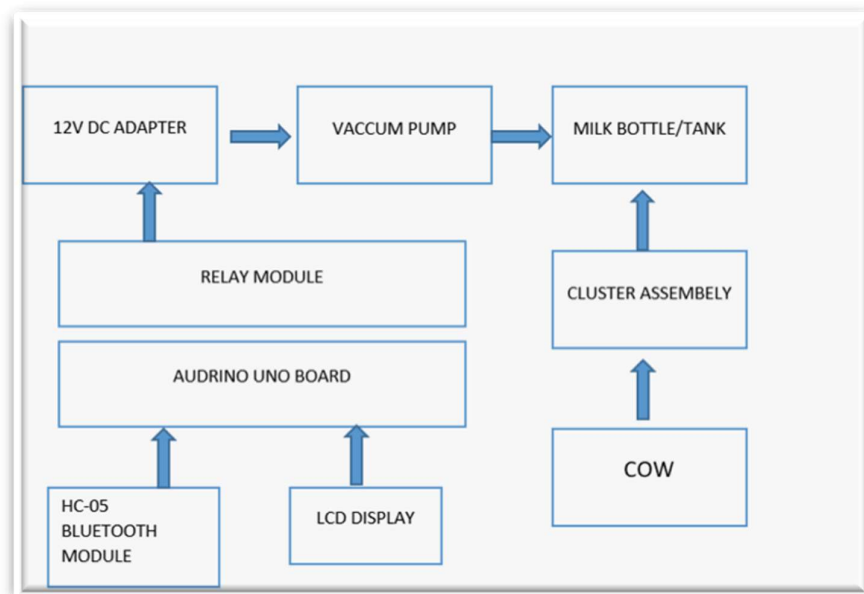 12V DC ADAPTER
VACCUM PUMP
MILK BOTTLE/TANK
RELAY MODULE
CLUSTER ASSEMBELY
AUDRINO UNO BOARD
COW
HC-05
BLUETOOTH
MODULE
LCD DISPLAY